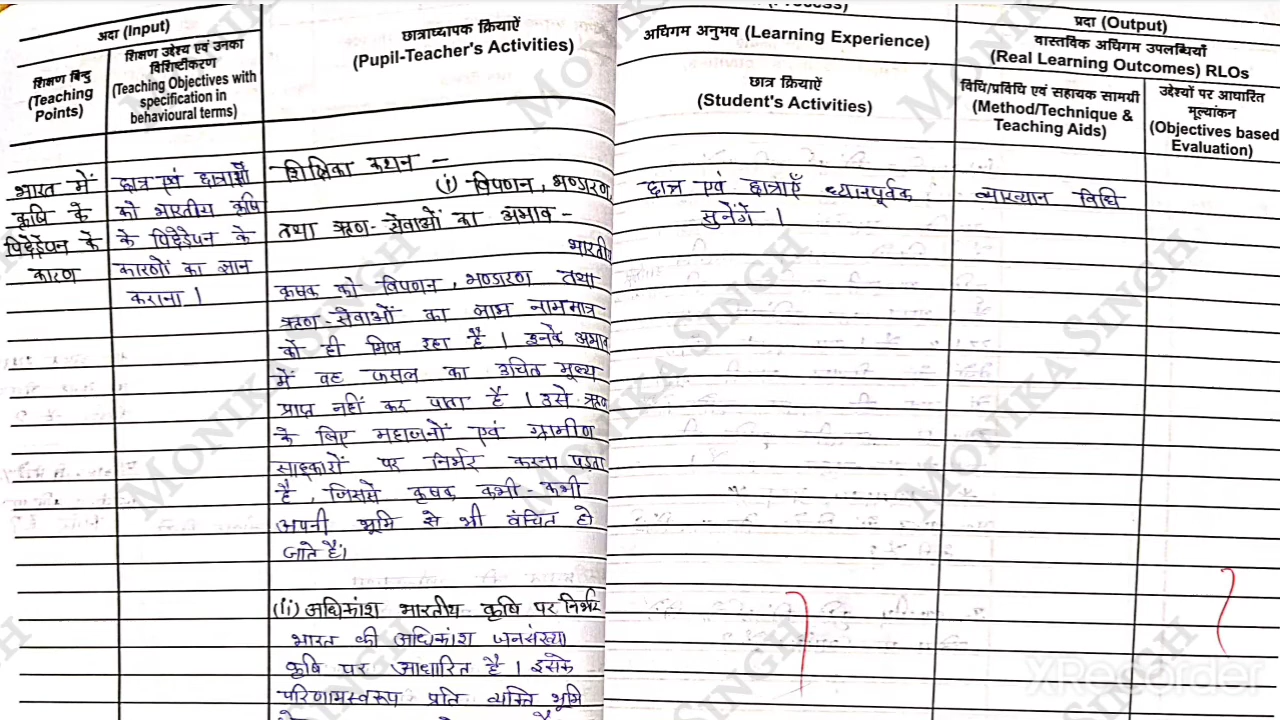 अदा (Input)
शिक्षण बिन्दु
(Teaching
Points)
शिक्षण उद्देश्य एवं उनका
विशिष्टीकरण
(Teaching Objectives with
specification in
behavioural terms)
छात्राध्यापक क्रियाऐं
(Pupil-Teacher's Activities)
अधिगम अनुभव (Learning Experience)
छात्र क्रियाऐं
(Student's Activities)
प्रदा (Output)
वास्तविक अधिगम उपलब्धियाँ
(Real Learning Outcomes) RLOs
विधि/प्रविधि एवं सहायक सामग्री
(Method/Technique &
Teaching Aids)
उद्देश्यों पर आधारित
मूल्यांकन
(Objectives based
Evaluation)
भारत में
कृषि के
पिछड़ेपन के
कारण
छात्र एवं छात्राओं
को भारतीय कृषि
के पिछड़ेपन के
कारणों का ज्ञान
कराना ।
शिक्षिका कथन –
(i) विपणन, भण्डारण
तथा ऋण-सेवाओं का अभाव –
भारतीय
कृषक को विपणन, भण्डारण तथा
ऋण-सेवाओं का लाभ नाममात्र
को ही मिल रहा है । इनके अभाव
में वह फसल का उचित मूल्य
प्राप्त नहीं कर पाता है । उसे ऋण
के लिए महाजनों एवं ग्रामीण
साहूकारों पर निर्भर करना पड़ता
है, जिससे कृषक कभी-कभी
अपनी भूमि से भी वंचित हो
जाते हैं।
(ii) अधिकांश भारतीय कृषि पर निर्भर
भारत की अधिकांश जनसंख्या
कृषि पर आधारित है । इसके
परिणामस्वरूप प्रति व्यक्ति भूमि
छात्र एवं छात्राएँ ध्यानपूर्वक
सुनेंगे ।
व्याख्यान विधि
MONIKA SINGH
XRecorder